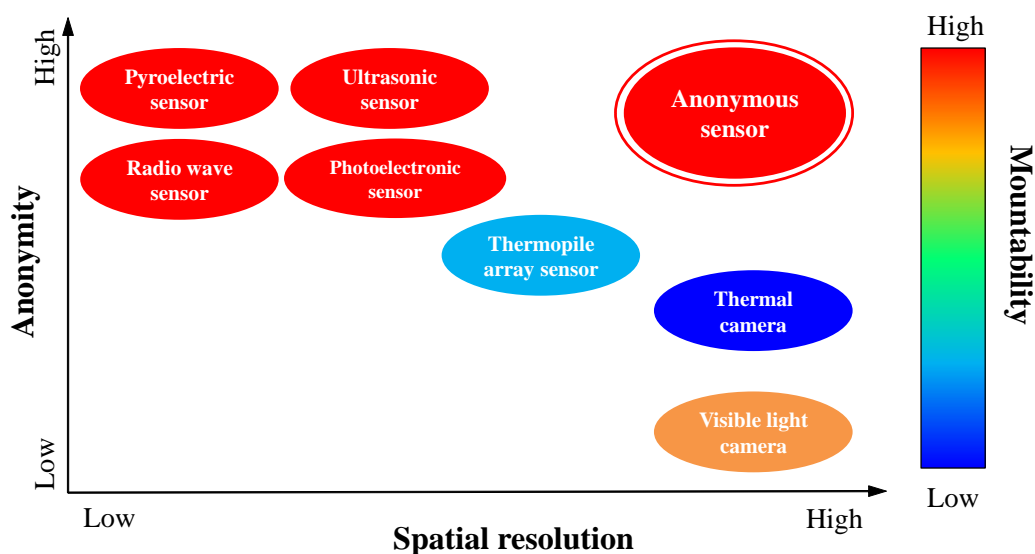 High
Pyroelectric
sensor
Ultrasonic
sensor
Anonymous
sensor
Radio wave
sensor
Photoelectronic
sensor
Thermopile
array sensor
Thermal
camera
Visible light
camera
Anonymity
Low
Low
High
Spatial resolution
High
Mountability
Low